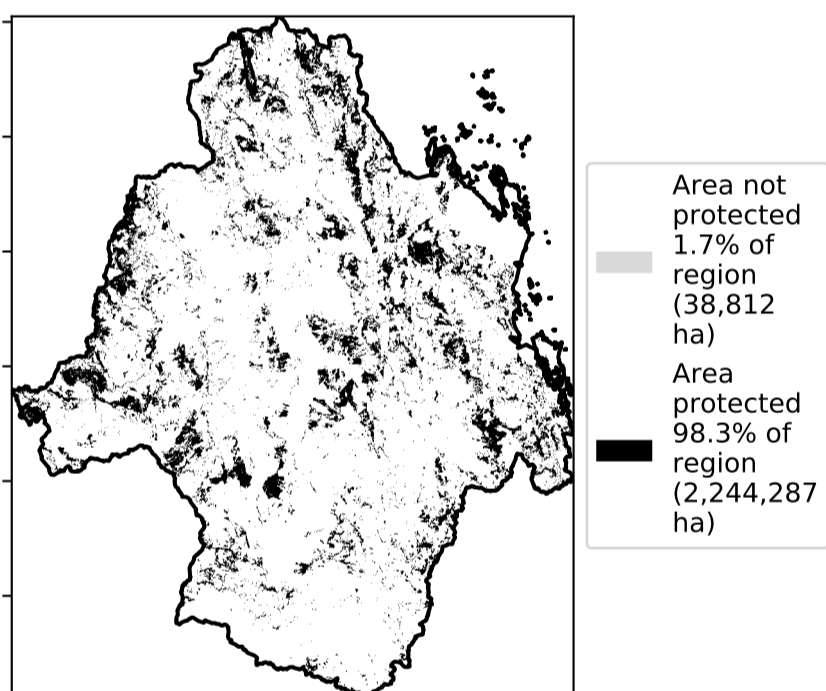 Area not
protected
1.7% of
region
(38,812
ha)
Area
protected
98.3% of
region
(2,244,287
ha)